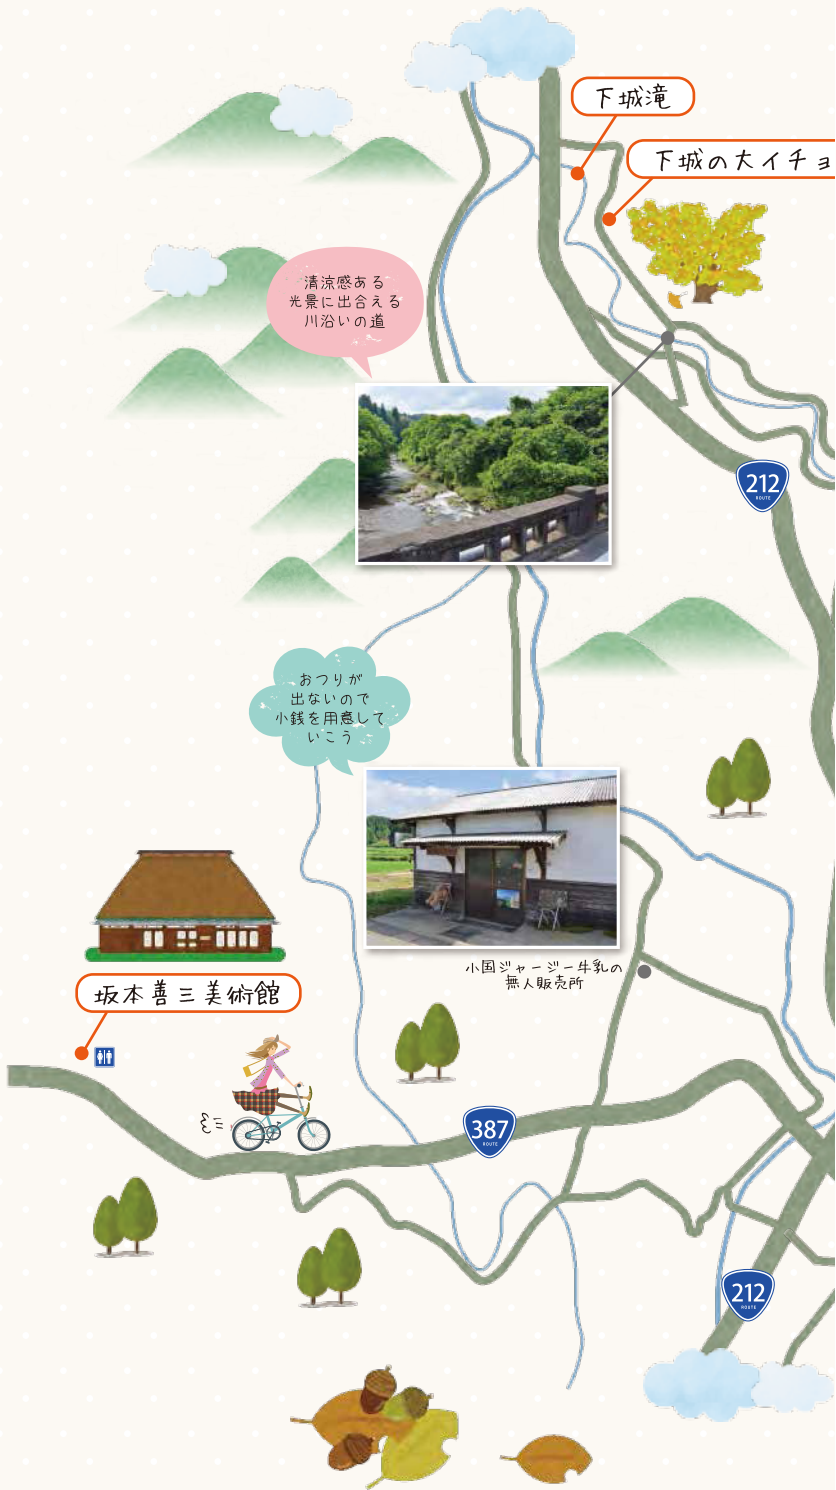 下城滝
下城の大イチョ
清涼感ある
光景に出合える
川沿いの道
212
ROUTE
おつりが
出ないので
小銭を用意して
いこう
小国ジャージー牛乳の
無人販売所
坂本善三美術館
387
ROUTE
212
ROUTE